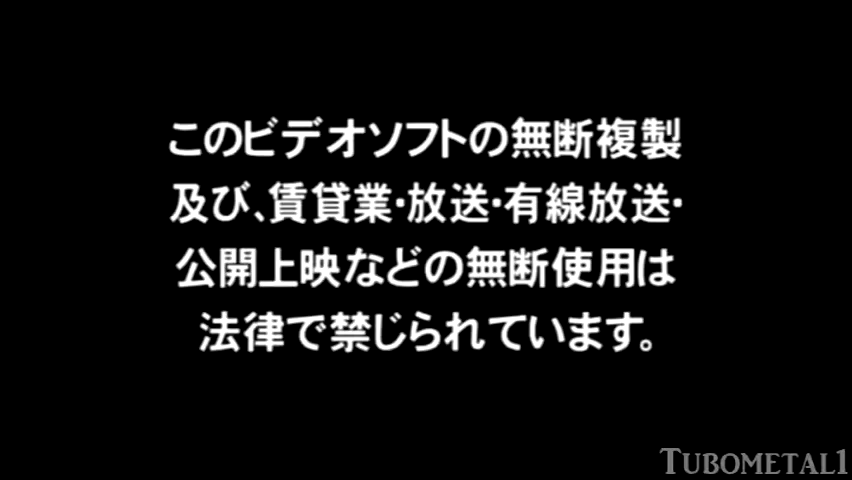 このビデオソフトの無断複製
及び、賃貸業・放送・有線放送・
公開上映などの無断使用は
法律で禁じられています。
TUBOMETAL1